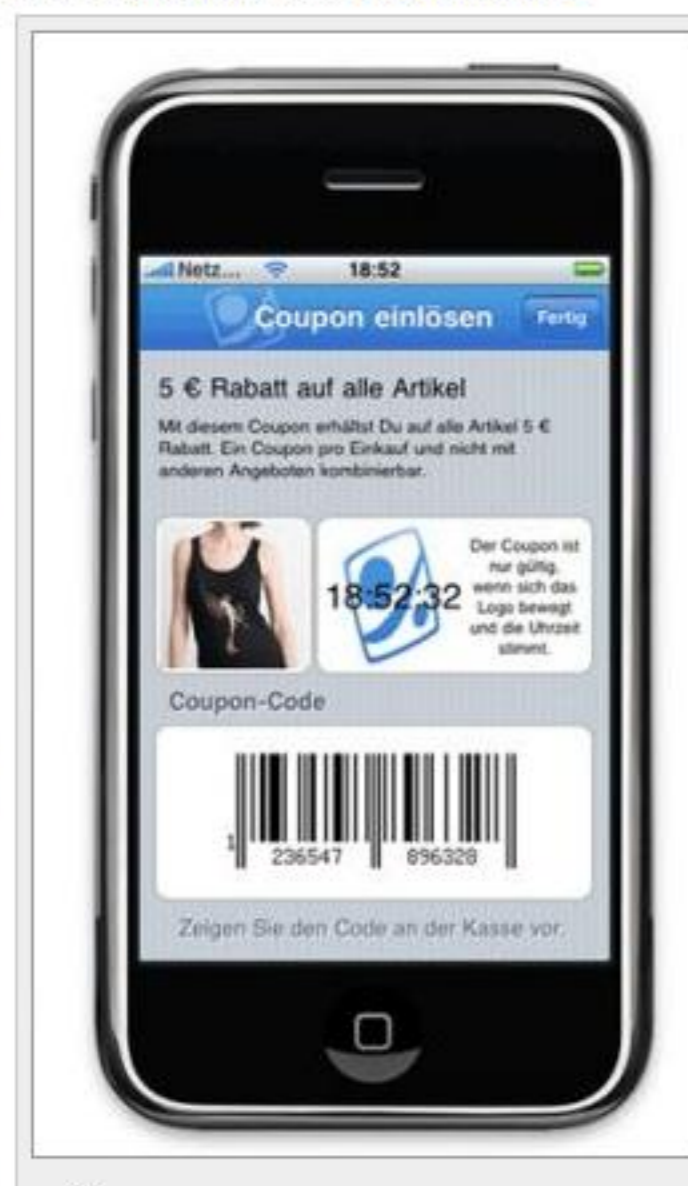 Netz... 18:52
Coupon einlösen Fertig
5 € Rabatt auf alle Artikel
Mit diesem Coupon erhältst Du auf alle Artikel 5 €
Rabatt. Ein Coupon pro Einkauf und nicht mit
anderen Angeboten kombinierbar.
18:52:32
Der Coupon ist
nur gültig,
wenn sich das
Logo bewegt
und die Uhrzeit
stimmt.
Coupon-Code
236547 896328
Zeigen Sie den Code an der Kasse vor.